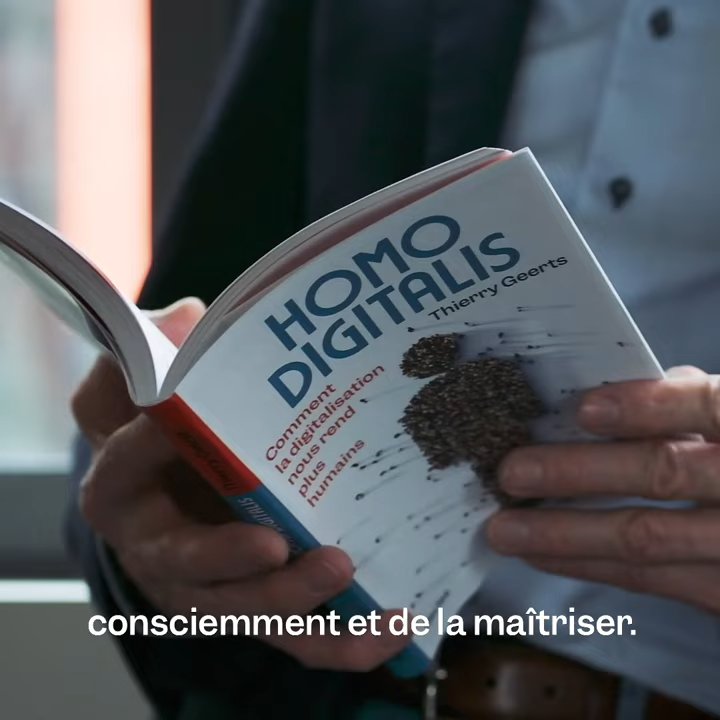 HOMO
DIGITALIS
Thierry Geerts
Comment
la digitalisation
nous rend
plus
humains
consciemment et de la maîtriser.